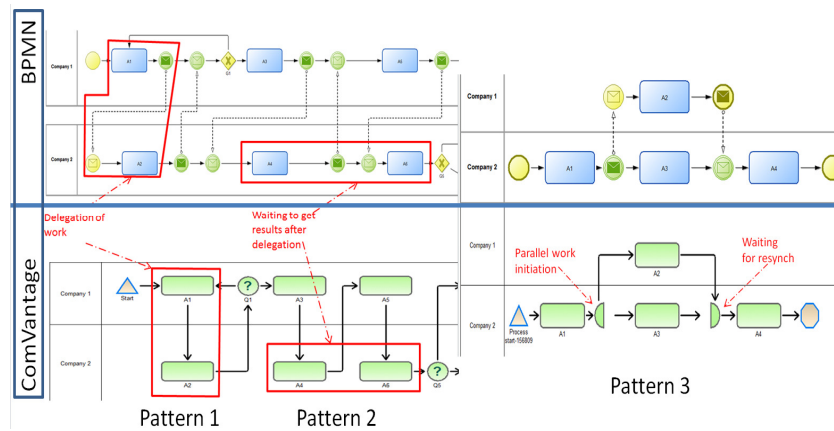 BPMN
Company 1
A1
G1
A3
A5
Company 2
A2
A4
A6
Company 1
A2
Company 2
A1
A3
A4
Delegation of
work
Waiting to get
results after
delegation
ComVantage
Company 1
Start
A1
Q1
A3
A5
Company 2
A2
A4
A6
Q5
Company 1
Parallel work
initiation
A2
Waiting
for resynch
Company 2
Process
start-156809
A1
A3
A4
Pattern 1
Pattern 2
Pattern 3